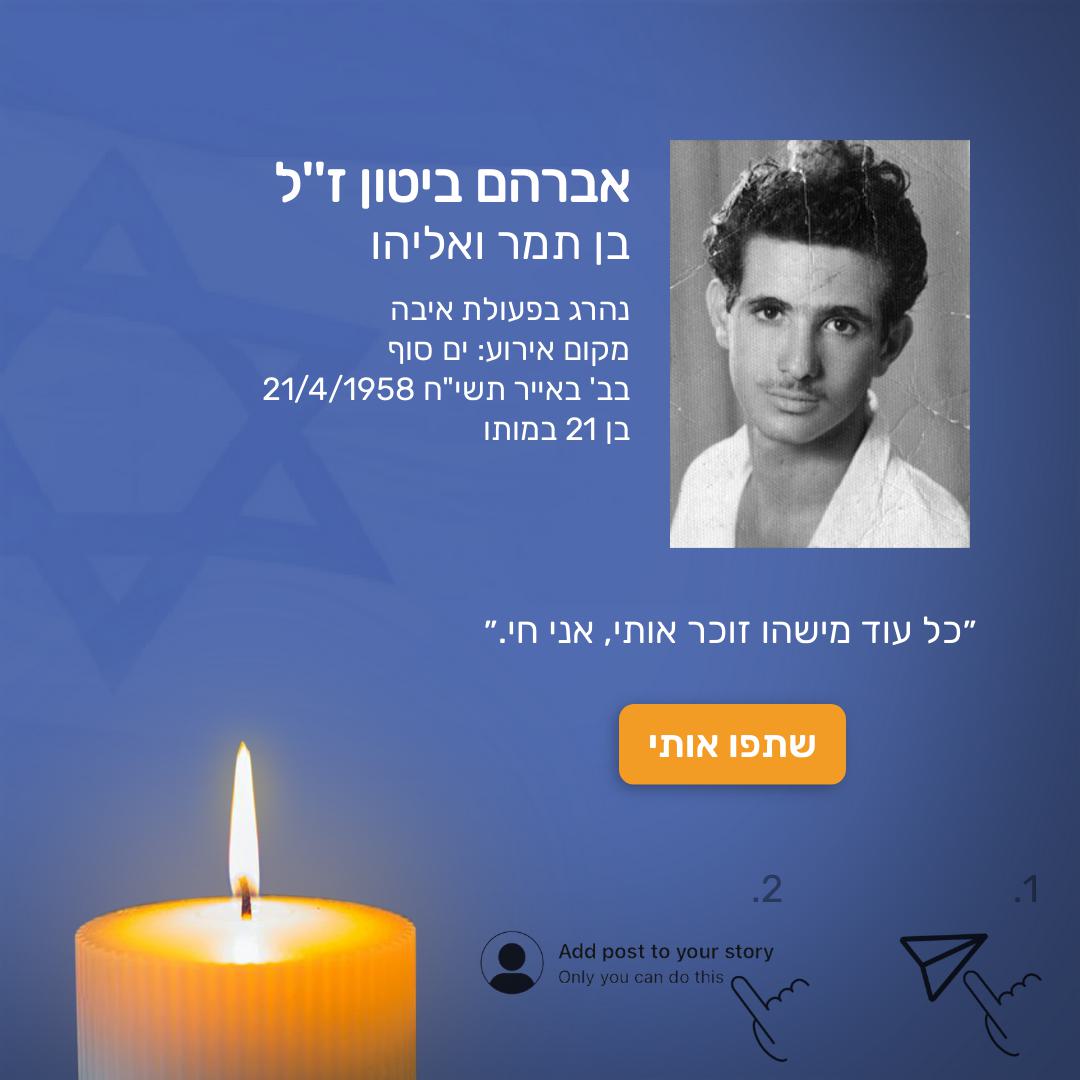 אברהם ביטון ז"ל
בן תמר ואליהו
נהרג בפעולת איבה
מקום אירוע: ים סוף
בב' באייר תשי"ח 21/4/1958
בן 21 במותו
״כל עוד מישהו זוכר אותי, אני חי.״
שתפו אותי
.1
.2
Add post to your story
Only you can do this